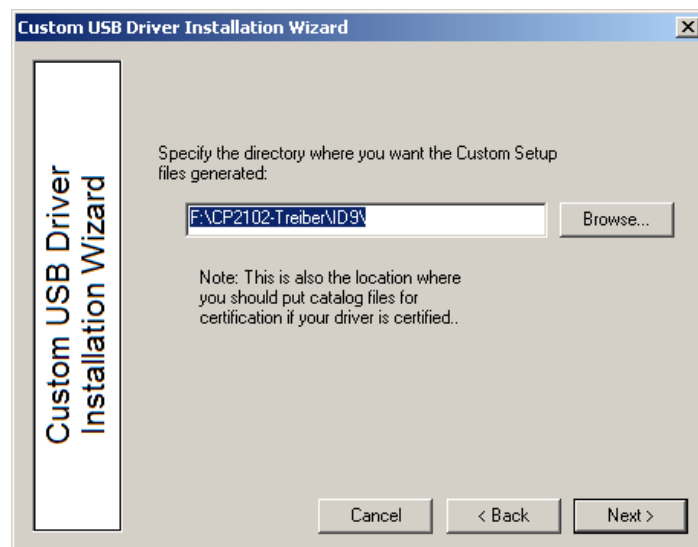 Custom USB Driver Installation Wizard
Custom USB Driver
Installation Wizard
Specify the directory where you want the Custom Setup
files generated:
F:\CP2102-Treiber\ID9\
Browse...
Note: This is also the location where
you should put catalog files for
certification if your driver is certified..
Cancel
< Back
Next >